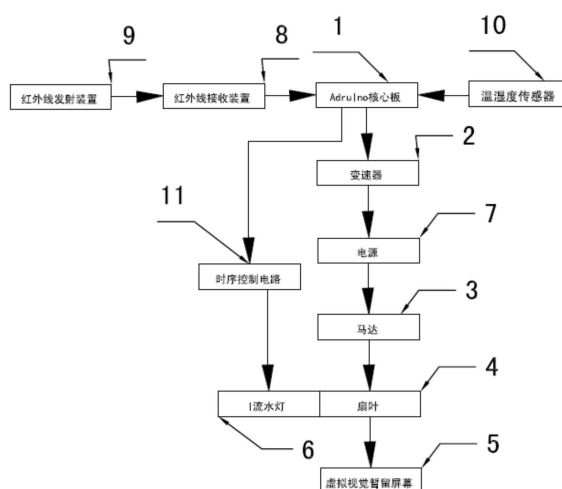 9
8
1
10
红外线发射装置
红外线接收装置
Adruino核心板
温湿度传感器
2
变速器
11
7
电源
时序控制电路
3
马达
4
I流水灯
扇叶
6
5
虚拟视觉暂留屏幕